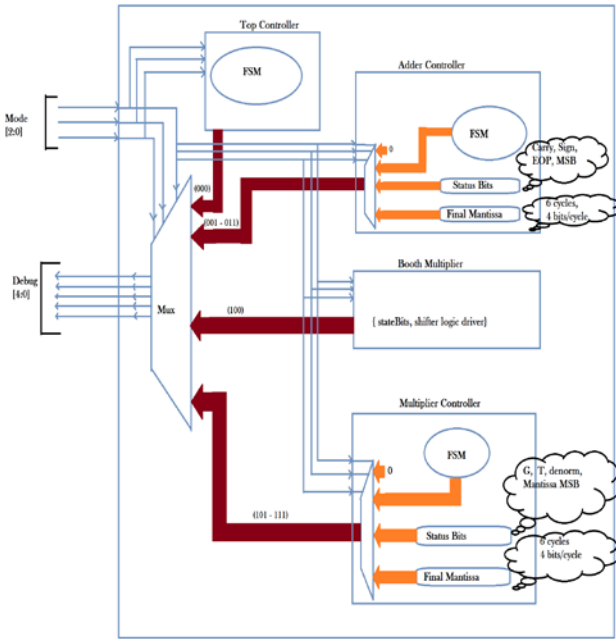 Top Controller
FSM
Adder Controller
Mode
[2:0]
FSM
0
Carry, Sign,
EOP, MSB
Status Bits
(000)
6 cycles,
4 bits/cycle
Final Mantissa
(001 - 011)
Debug
[4:0]
Booth Multiplier
Mux
(100)
{ stateBits, shifter logic driver}
Multiplier Controller
FSM
0
G, T, denorm,
Mantissa MSB
(101 - 111)
Status Bits
6 cycles
4 bits/cycle
Final Mantissa